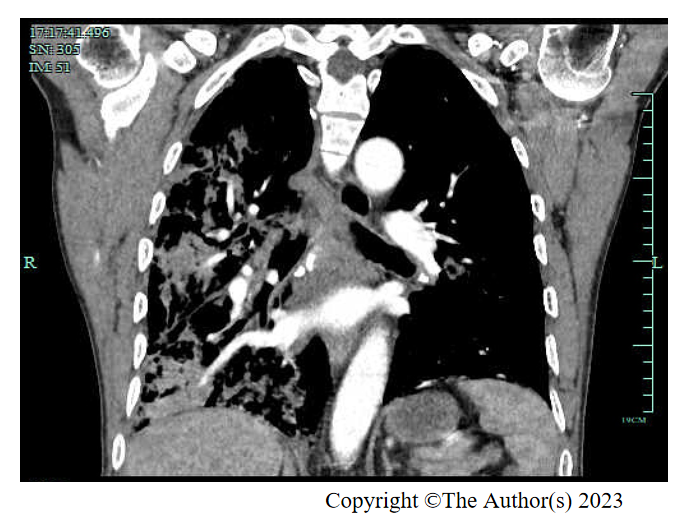 17:17:41.496
SN: 305
IM: 51
R
L
19CM
Copyright ©The Author(s) 2023